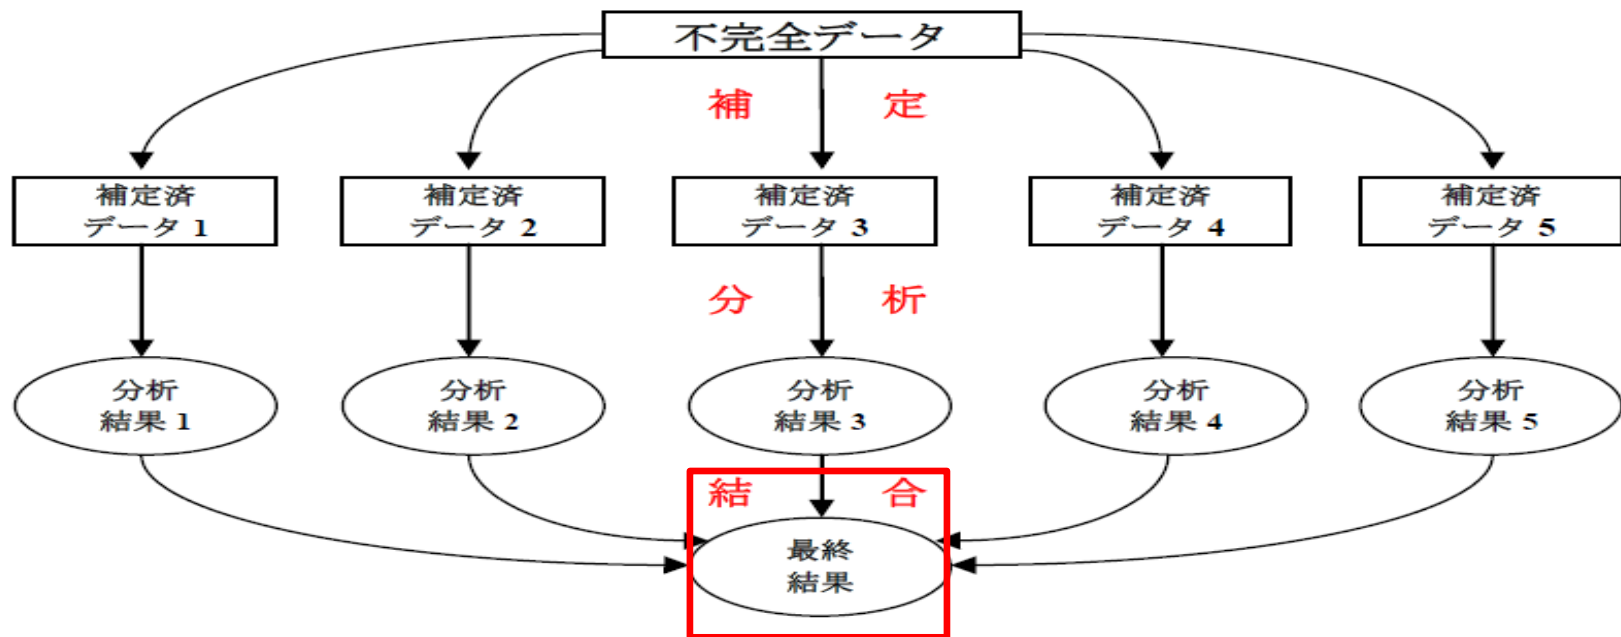 不完全データ
補 定
補定済
データ 1
補定済
データ 2
補定済
データ 3
補定済
データ 4
補定済
データ 5
分 析
分析
結果 1
分析
結果 2
分析
結果 3
分析
結果 4
分析
結果 5
結 合
最終
結果